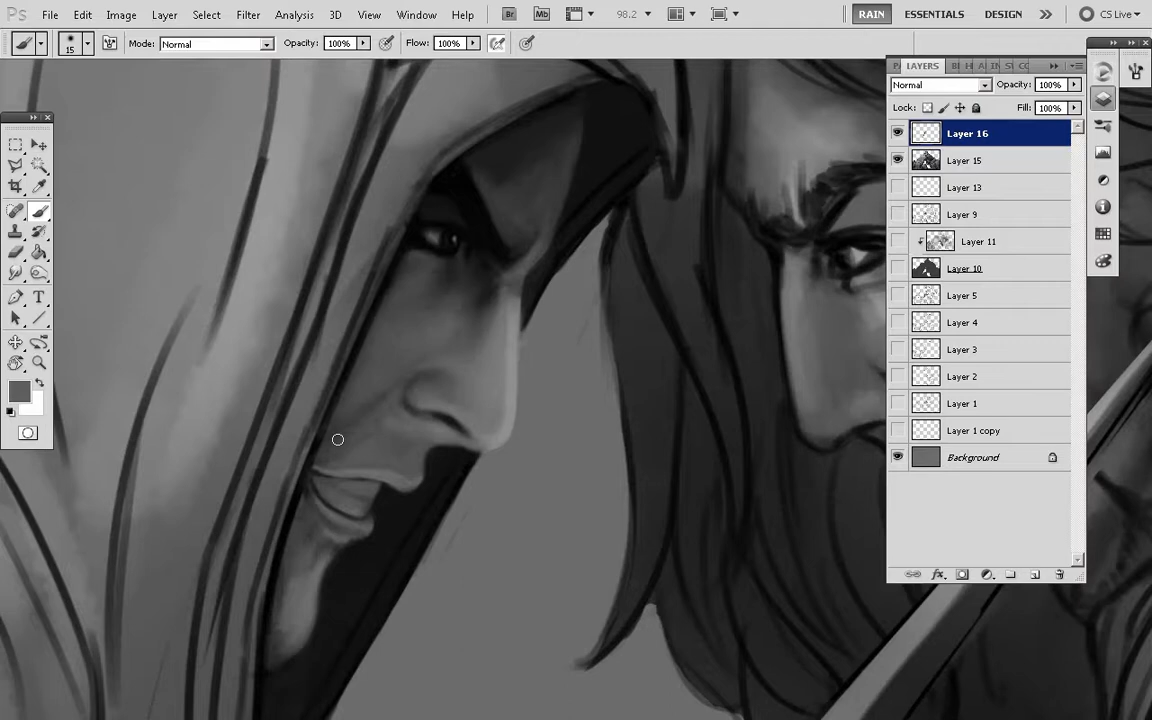 Ps File Edit Image Layer Select Filter Analysis 3D View Window Help Br Mb 98.2 RAIN ESSENTIALS DESIGN CS Live
15 Mode: Normal Opacity: 100% Flow: 100%
LAYERS
Normal Opacity: 100%
Lock: Fill: 100%
Layer 16
Layer 15
Layer 13
Layer 9
Layer 11
Layer 10
Layer 5
Layer 4
Layer 3
Layer 2
Layer 1
Layer 1 copy
Background